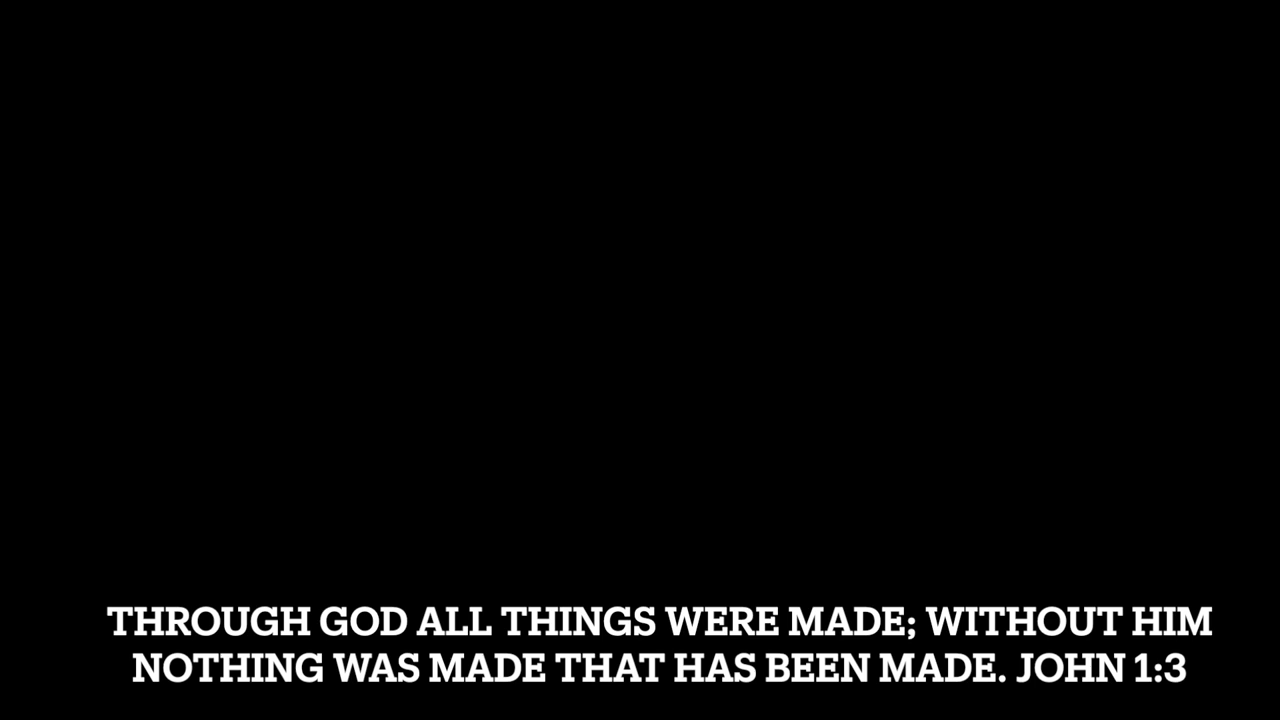 THROUGH GOD ALL THINGS WERE MADE; WITHOUT HIM
NOTHING WAS MADE THAT HAS BEEN MADE. JOHN 1:3